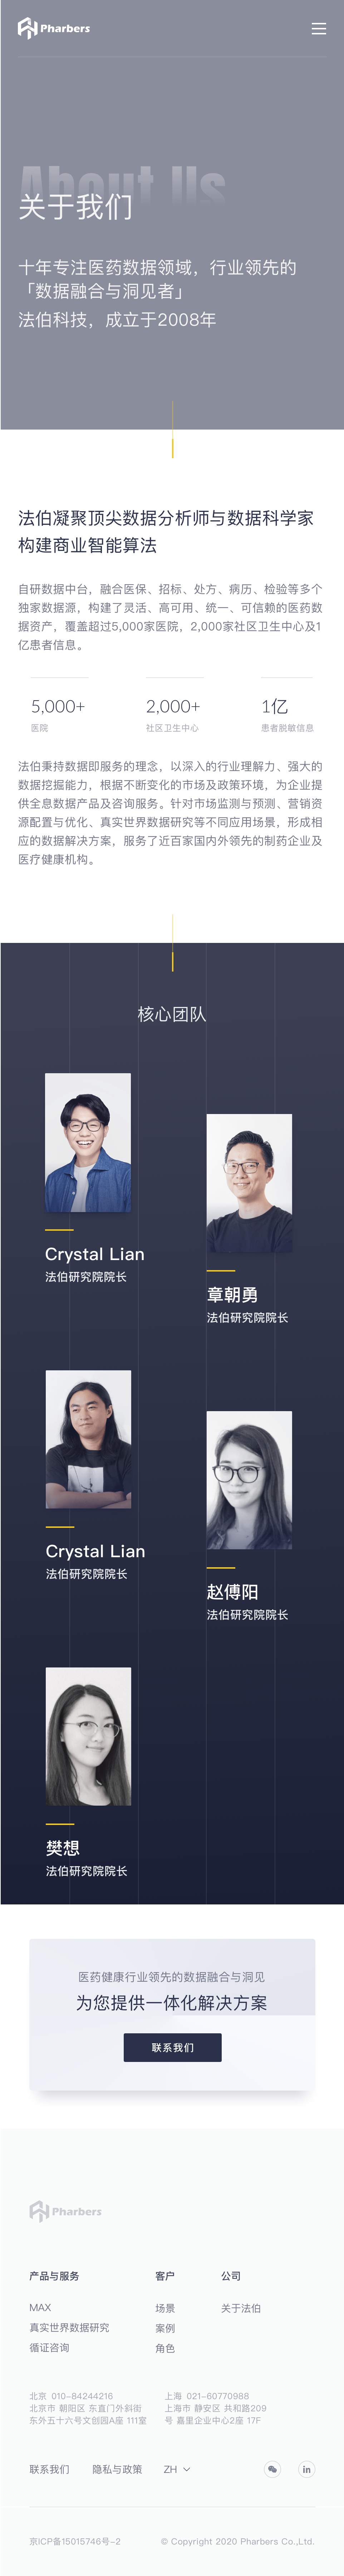 Pharbers
About Us
关于我们
十年专注医药数据领域，行业领先的
「数据融合与洞见者」
法伯科技，成立于2008年
法伯凝聚顶尖数据分析师与数据科学家
构建商业智能算法
自研数据中台，融合医保、招标、处方、病历、检验等多个
独家数据源，构建了灵活、高可用、统一、可信赖的医药数
据资产，覆盖超过5,000家医院，2,000家社区卫生中心及1
亿患者信息。
5,000+ 2,000+ 1亿
医院 社区卫生中心 患者脱敏信息
法伯秉持数据即服务的理念，以深入的行业理解力、强大的
数据挖掘能力，根据不断变化的市场及政策环境，为企业提
供全息数据产品及咨询服务。针对市场监测与预测、营销资
源配置与优化、真实世界数据研究等不同应用场景，形成相
应的数据解决方案，服务了近百家国内外领先的制药企业及
医疗健康机构。
核心团队
Crystal Lian
法伯研究院院长
章朝勇
法伯研究院院长
Crystal Lian
法伯研究院院长
赵傅阳
法伯研究院院长
樊想
法伯研究院院长
医药健康行业领先的数据融合与洞见
为您提供一体化解决方案
联系我们
Pharbers
产品与服务 客户 公司
MAX 场景 关于法伯
真实世界数据研究 案例
循证咨询 角色
北京 010-84244216
北京市 朝阳区 东直门外斜街
东外五十六号文创园A座 111室
上海 021-60770988
上海市 静安区 共和路209
号 嘉里企业中心2座 17F
联系我们 隐私与政策 ZH
in
京ICP备15015746号-2 © Copyright 2020 Pharbers Co.,Ltd.